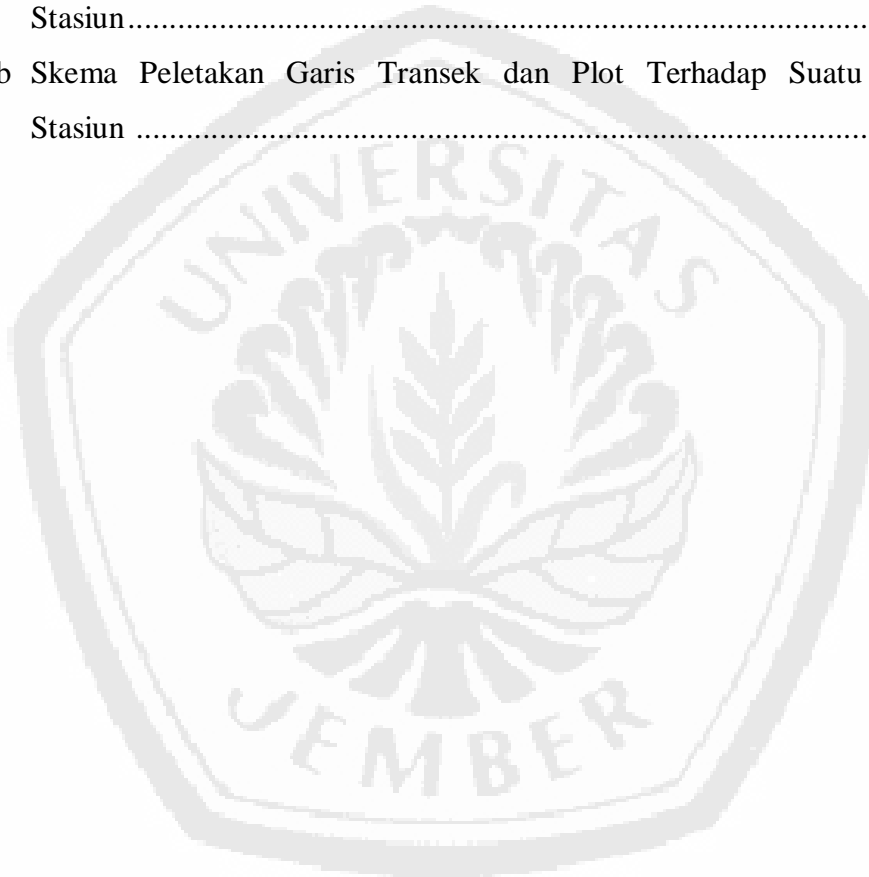 Stasiun..........................................................................................
b Skema Peletakan Garis Transek dan Plot Terhadap Suatu
Stasiun .........................................................................................
UNIVERSITAS
JEMBER